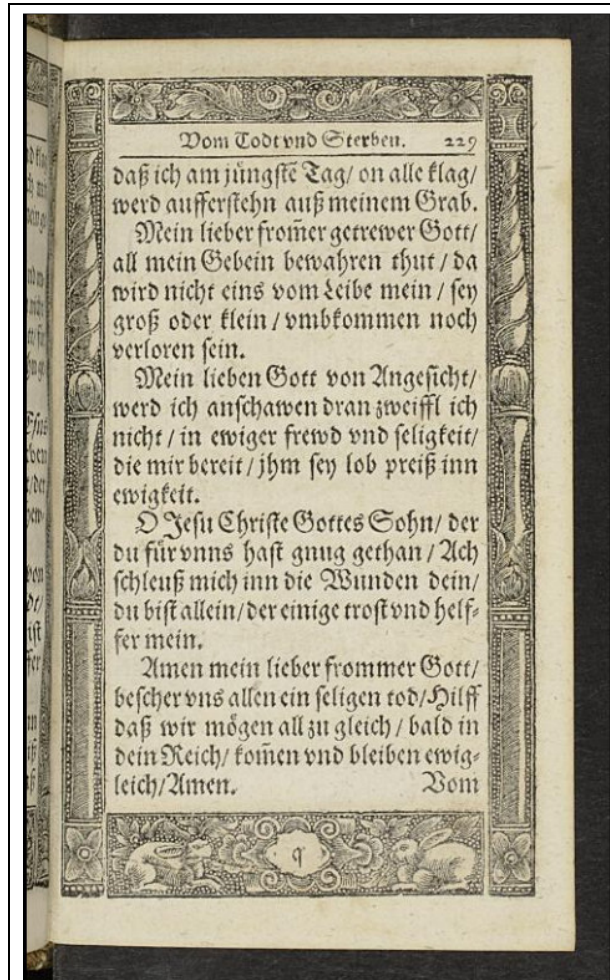 Vom Todt vnd Sterben. 229
daß ich am jüngstẽ Tag/ on alle klag/
werd aufferstehn auß meinem Grab.
Mein lieber from̃er getrewer Gott/
all mein Gebein bewahren thut / da
wird nicht eins vom Leibe mein / sey
groß oder klein / vmbkommen noch
verloren sein.
Mein lieben Gott von Angesicht/
werd ich anschawen dran zweiffl ich
nicht / in ewiger frewd vnd seligkeit/
die mir bereit / jhm sey lob preiß inn
ewigkeit.
O Jesu Christe Gottes Sohn/ der
du für vnns hast gnug gethan / Ach
schleuß mich inn die Wunden dein/
du bist allein/ der einige trost vnd helf-
fer mein.
Amen mein lieber frommer Gott/
bescher vns allen ein seligen tod/ Hilff
daß wir mögen all zu gleich / bald in
dein Reich/ kom̃en vnd bleiben ewig-
leich/ Amen. Vom
q